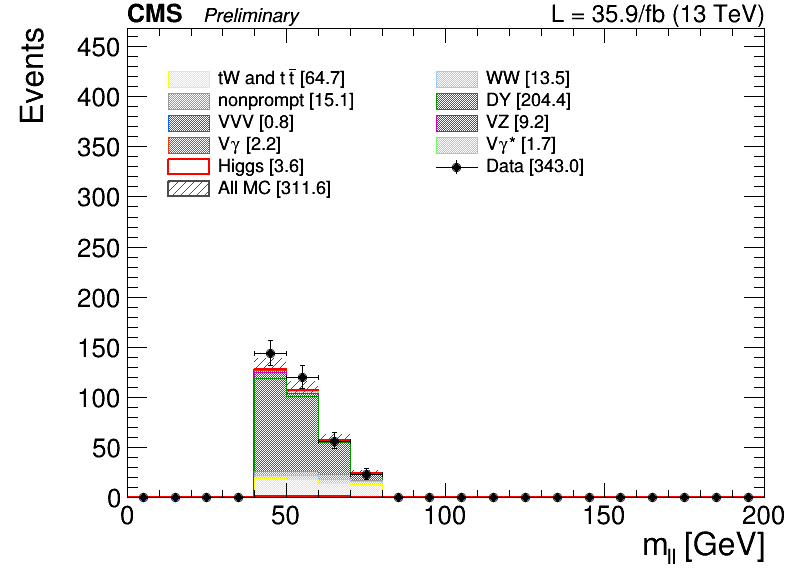 CMS Preliminary L = 35.9/fb (13 TeV)
Events
450
400
350
300
250
200
150
100
50
0
tW and t t̅ [64.7] WW [13.5]
nonprompt [15.1] DY [204.4]
VVV [0.8] VZ [9.2]
Vγ [2.2] Vγ* [1.7]
Higgs [3.6] Data [343.0]
All MC [311.6]
0 50 100 150 200
m_ll [GeV]